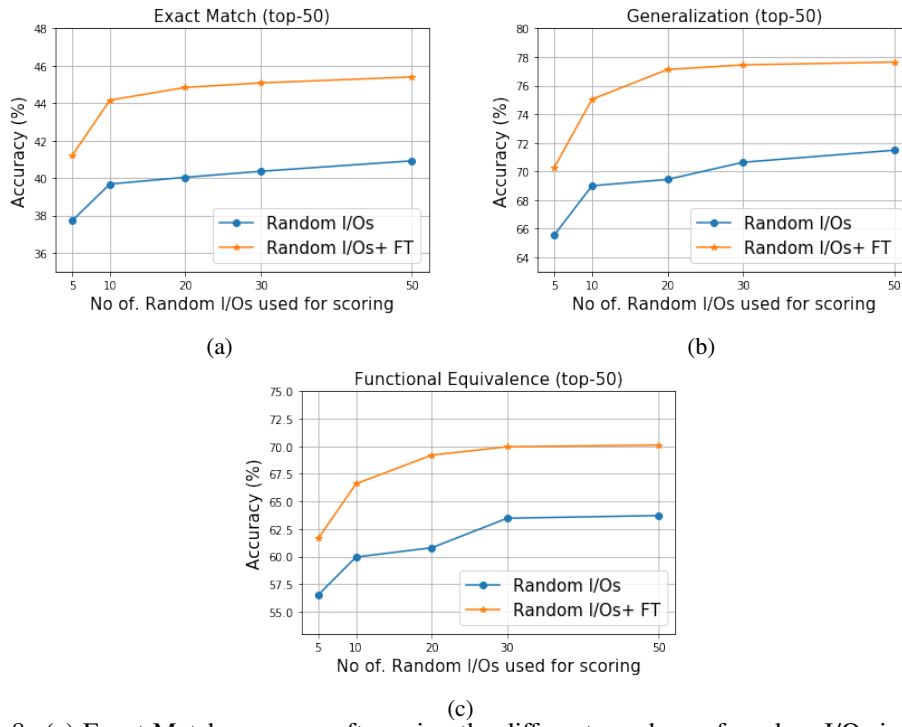 Exact Match (top-50)
48
46
44
42
40
38
36
Accuracy (%)
Random I/Os
Random I/Os+ FT
5 10 20 30 50
No of. Random I/Os used for scoring
(a)
Generalization (top-50)
80
78
76
74
72
70
68
66
64
Accuracy (%)
Random I/Os
Random I/Os+ FT
5 10 20 30 50
No of. Random I/Os used for scoring
(b)
Functional Equivalence (top-50)
75.0
72.5
70.0
67.5
65.0
62.5
60.0
57.5
55.0
Accuracy (%)
Random I/Os
Random I/Os+ FT
5 10 20 30 50
No of. Random I/Os used for scoring
(c)